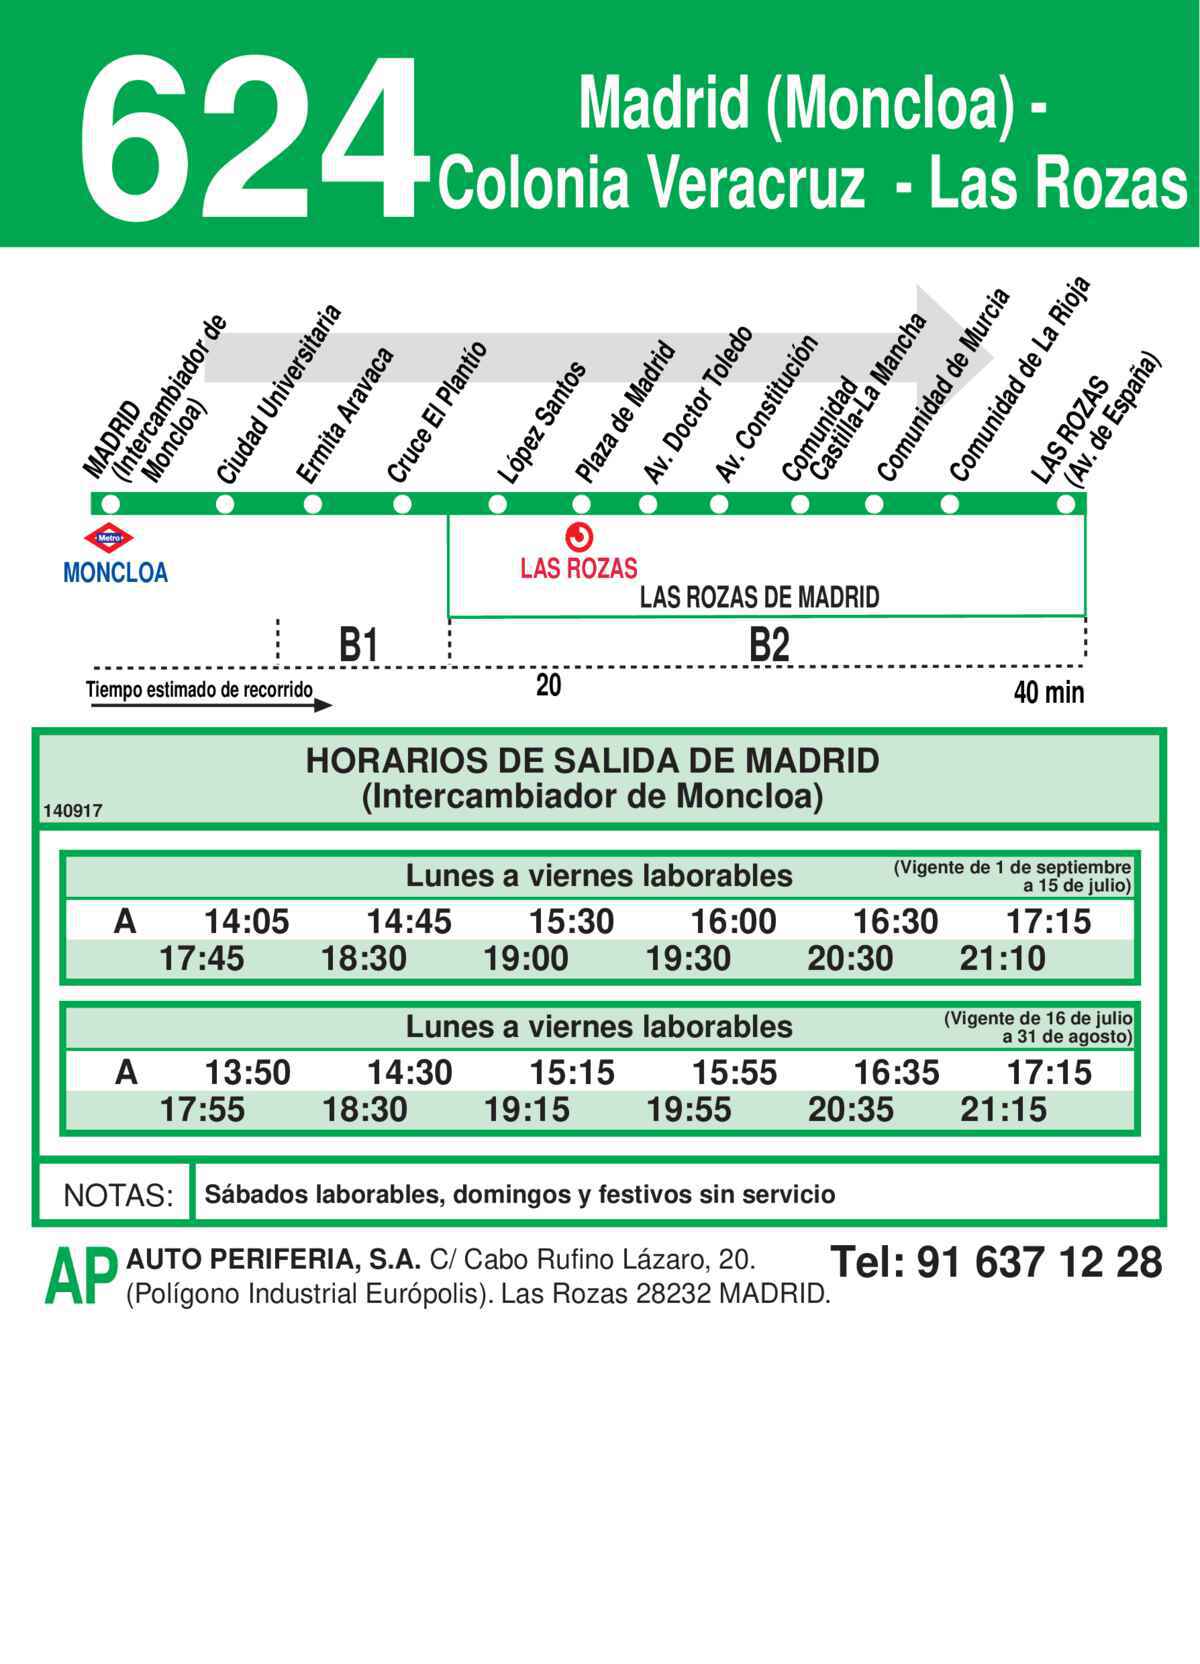 624
Madrid (Moncloa) -
Colonia Veracruz - Las Rozas
MADRID
(Intercambiador de
Moncloa)
Ciudad Universitaria
Ermita Aravaca
Cruce El Plantío
López Santos
Plaza de Madrid
Av. Doctor Toledo
Av. Constitución
Comunidad
Castilla-La Mancha
Comunidad de Murcia
Comunidad de La Rioja
LAS ROZAS
(Av. de España)
Metro
MONCLOA
LAS ROZAS
LAS ROZAS DE MADRID
B1 B2
Tiempo estimado de recorrido 20 40 min
HORARIOS DE SALIDA DE MADRID
(Intercambiador de Moncloa)
140917
Lunes a viernes laborables (Vigente de 1 de septiembre
a 15 de julio)
A 14:05 14:45 15:30 16:00 16:30 17:15
17:45 18:30 19:00 19:30 20:30 21:10
Lunes a viernes laborables (Vigente de 16 de julio
a 31 de agosto)
A 13:50 14:30 15:15 15:55 16:35 17:15
17:55 18:30 19:15 19:55 20:35 21:15
NOTAS: Sábados laborables, domingos y festivos sin servicio
AP AUTO PERIFERIA, S.A. C/ Cabo Rufino Lázaro, 20. Tel: 91 637 12 28
(Polígono Industrial Európolis). Las Rozas 28232 MADRID.